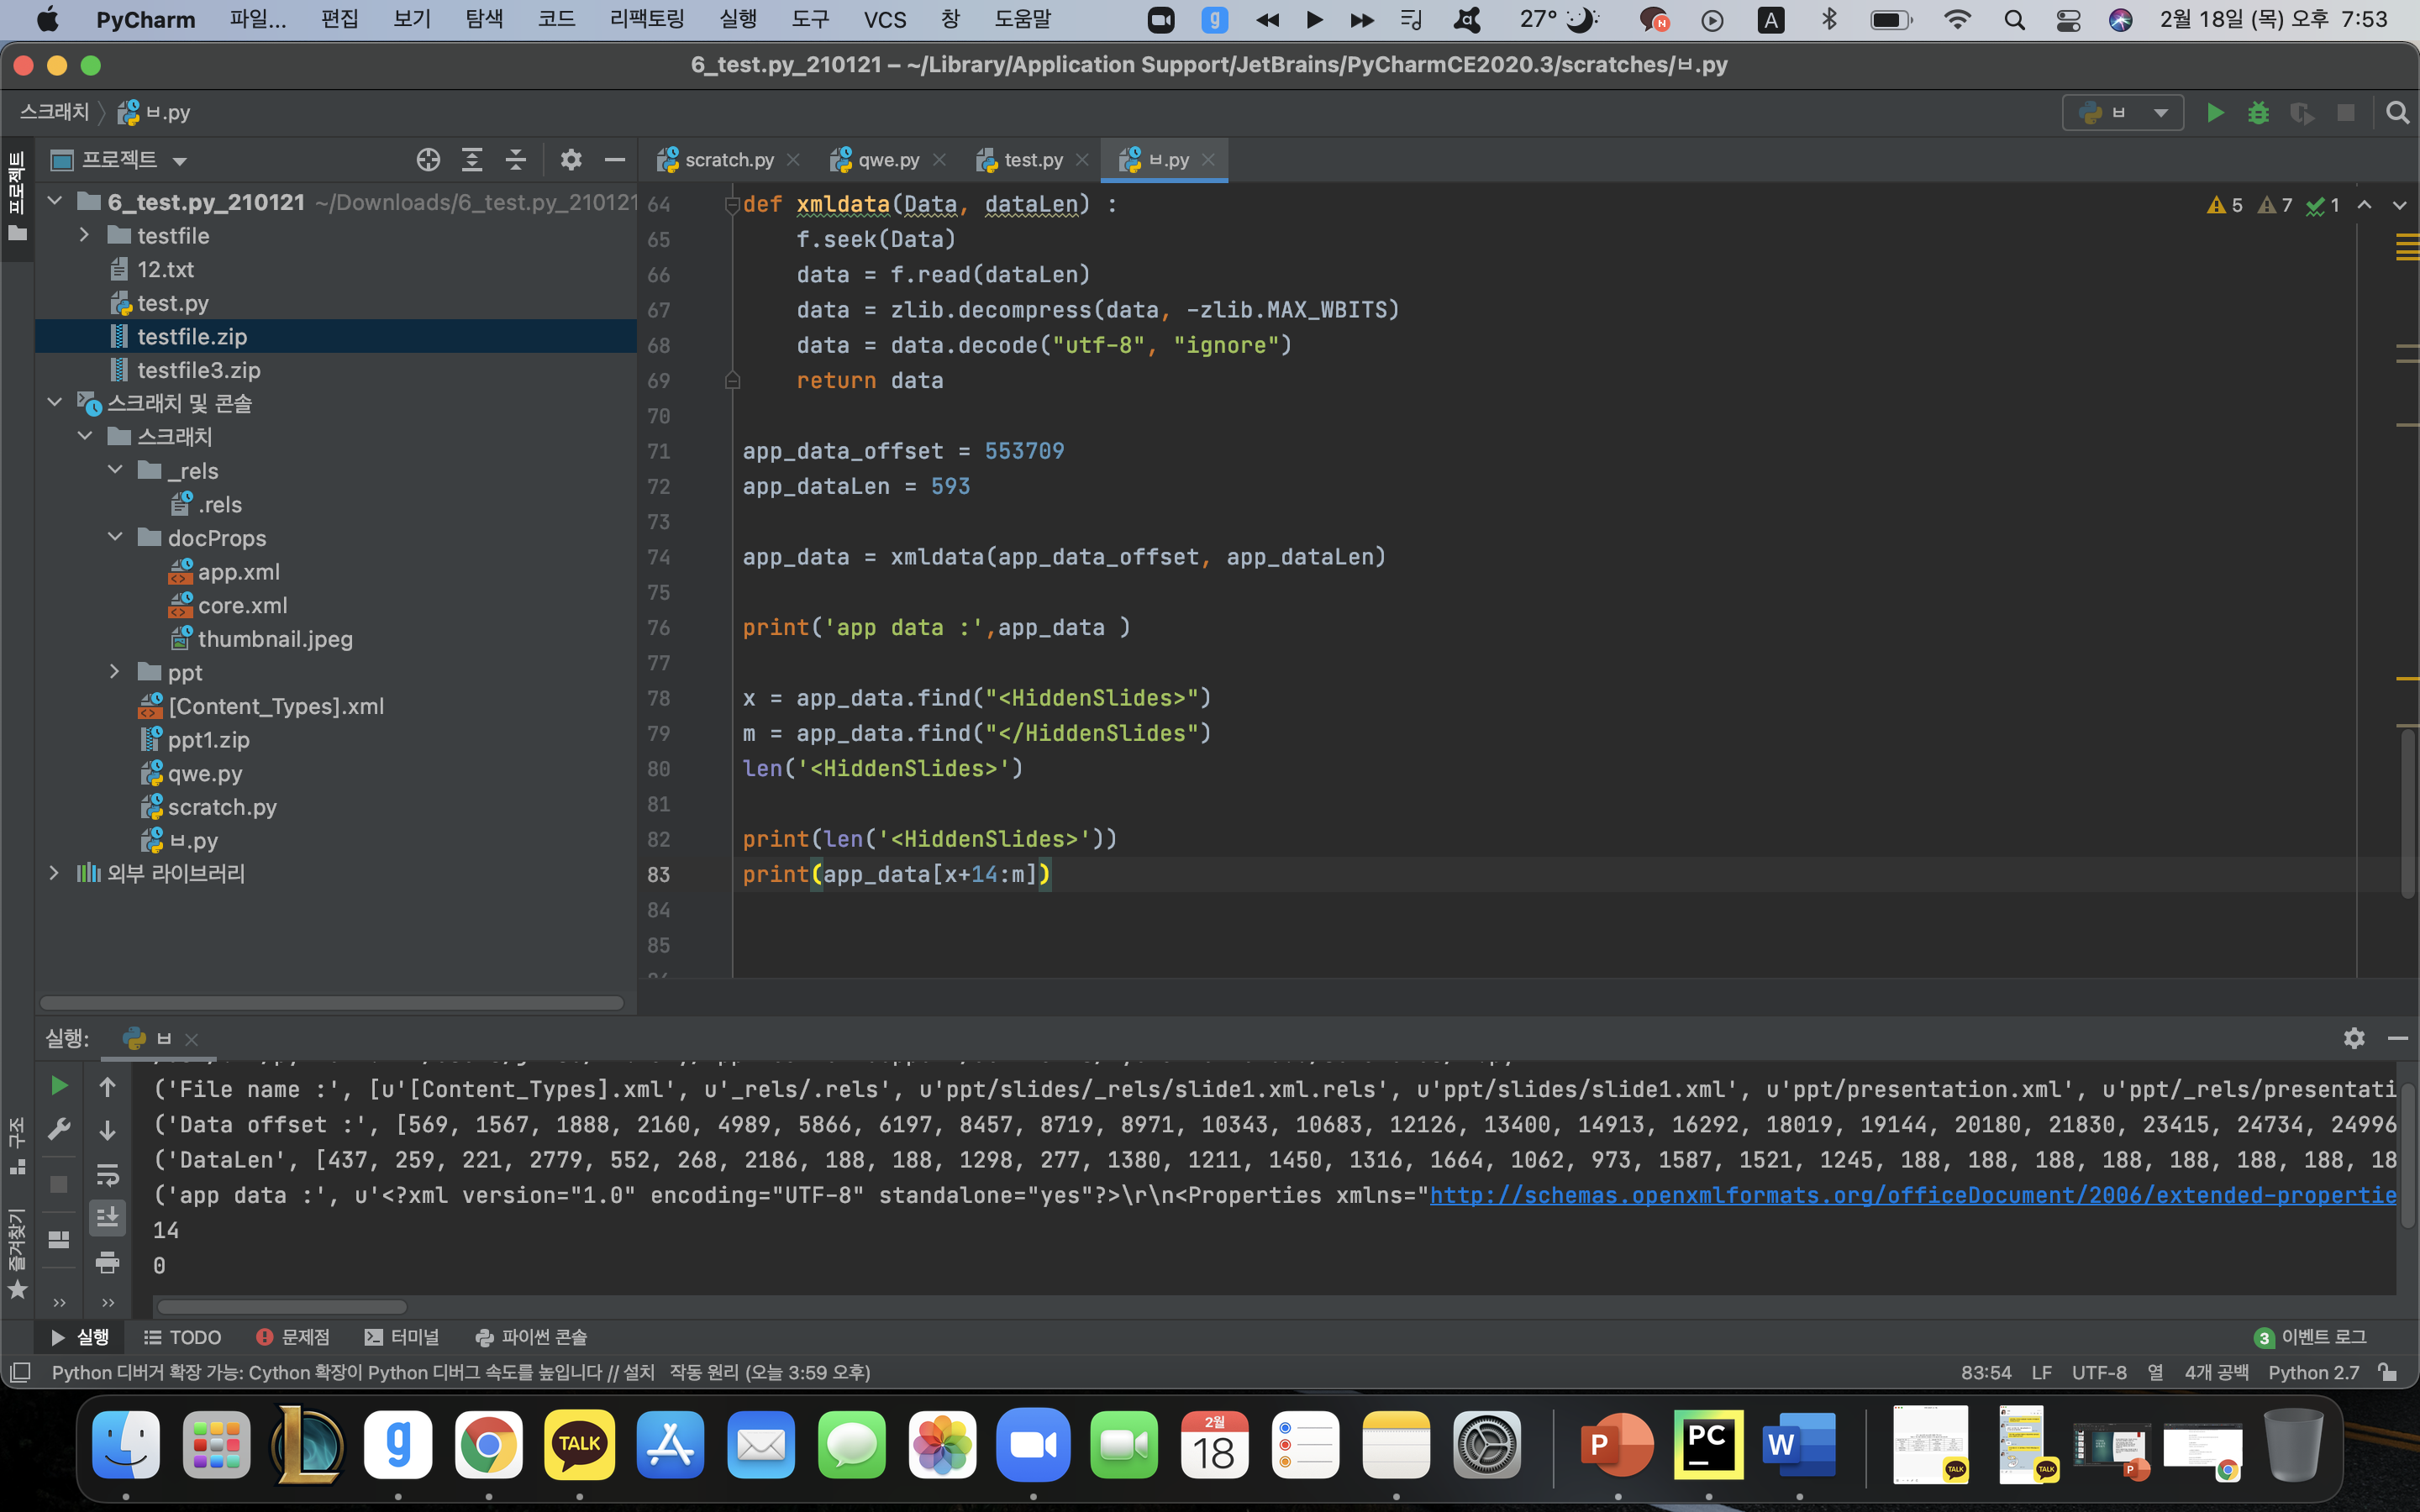 PyCharm 파일... 편집 보기 탐색 코드 리팩토링 실행 도구 VCS 창 도움말 27° A 2월 18일 (목) 오후 7:53
6_test.py_210121 – ~/Library/Application Support/JetBrains/PyCharmCE2020.3/scratches/ㅂ.py
스크래치 ㅂ.py ㅂ
프로젝트
프로젝트
scratch.py qwe.py test.py ㅂ.py
6_test.py_210121 ~/Downloads/6_test.py_210121
testfile
12.txt
test.py
testfile.zip
testfile3.zip
스크래치 및 콘솔
스크래치
_rels
.rels
docProps
app.xml
core.xml
thumbnail.jpeg
ppt
[Content_Types].xml
ppt1.zip
qwe.py
scratch.py
ㅂ.py
외부 라이브러리
5 7 1
64 def xmldata(Data, dataLen) :
65 f.seek(Data)
66 data = f.read(dataLen)
67 data = zlib.decompress(data, -zlib.MAX_WBITS)
68 data = data.decode("utf-8", "ignore")
69 return data
70
71 app_data_offset = 553709
72 app_dataLen = 593
73
74 app_data = xmldata(app_data_offset, app_dataLen)
75
76 print('app data :',app_data )
77
78 x = app_data.find("<HiddenSlides>")
79 m = app_data.find("</HiddenSlides")
80 len('<HiddenSlides>')
81
82 print(len('<HiddenSlides>'))
83 print(app_data[x+14:m])
84
85
실행: ㅂ
('File name :', [u'[Content_Types].xml', u'_rels/.rels', u'ppt/slides/_rels/slide1.xml.rels', u'ppt/slides/slide1.xml', u'ppt/presentation.xml', u'ppt/_rels/presentati
('Data offset :', [569, 1567, 1888, 2160, 4989, 5866, 6197, 8457, 8719, 8971, 10343, 10683, 12126, 13400, 14913, 16292, 18019, 19144, 20180, 21830, 23415, 24734, 24996
('DataLen', [437, 259, 221, 2779, 552, 268, 2186, 188, 188, 1298, 277, 1380, 1211, 1450, 1316, 1664, 1062, 973, 1587, 1521, 1245, 188, 188, 188, 188, 188, 188, 188, 18
('app data :', u'<?xml version="1.0" encoding="UTF-8" standalone="yes"?>\r\n<Properties xmlns="http://schemas.openxmlformats.org/officeDocument/2006/extended-propertie
14
0
구조
즐겨찾기
실행 TODO 문제점 터미널 파이썬 콘솔 3 이벤트 로그
Python 디버거 확장 가능: Cython 확장이 Python 디버그 속도를 높입니다 // 설치 작동 원리 (오늘 3:59 오후) 83:54 LF UTF-8 열 4개 공백 Python 2.7
g TALK 2월 18 P PC W TALK TALK P